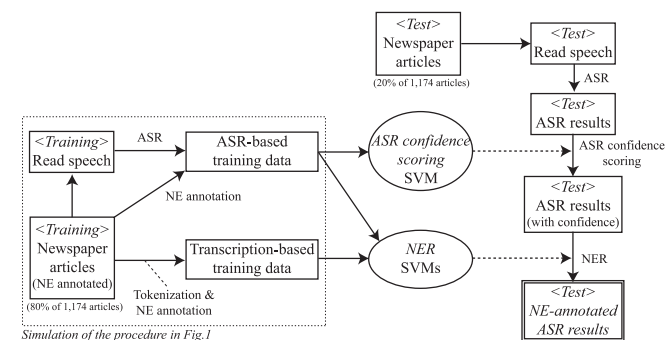 <Test>
Newspaper
articles
(20% of 1,174 articles)
<Test>
Read speech
ASR
<Test>
ASR results
ASR confidence
scoring
<Test>
ASR results
(with confidence)
NER
<Test>
NE-annotated
ASR results
<Training>
Read speech
ASR
ASR-based
training data
NE annotation
<Training>
Newspaper
articles
(NE annotated)
(80% of 1,174 articles)
Transcription-based
training data
Tokenization &
NE annotation
ASR confidence
scoring
SVM
NER
SVMs
Simulation of the procedure in Fig.1